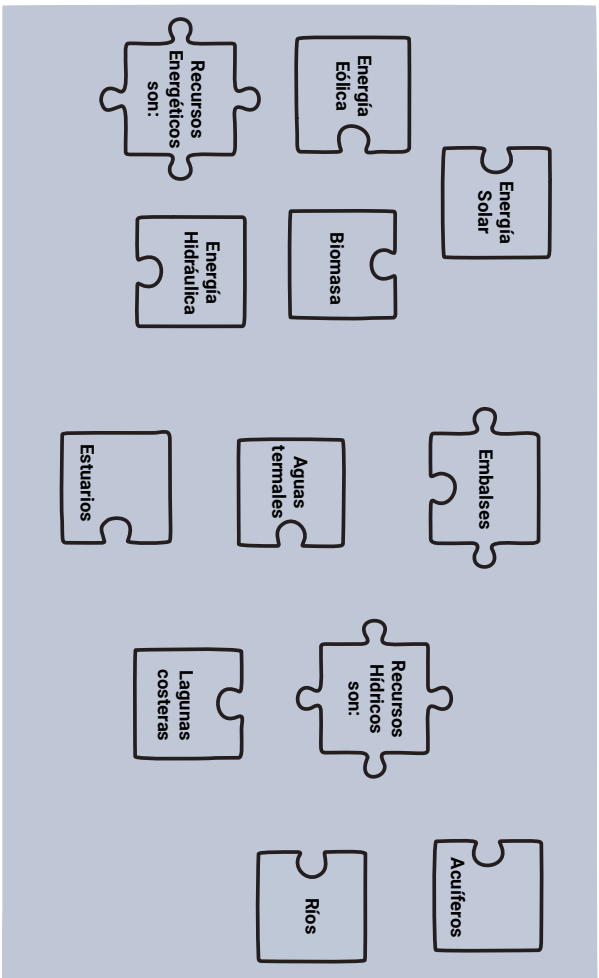 Recursos
Energéticos
son:
Energía
Eólica
Energía
Solar
Energía
Hidráulica
Biomasa
Embalses
Aguas
termales
Estuarios
Recursos
Hídricos
son:
Lagunas
costeras
Acuíferos
Ríos